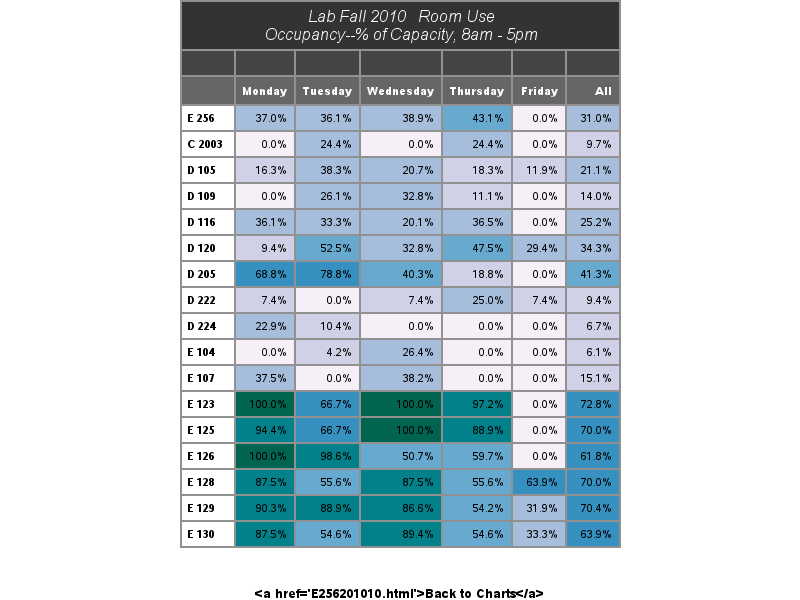 Lab Fall 2010 Room Use
Occupancy--% of Capacity, 8am - 5pm
Monday Tuesday Wednesday Thursday Friday All
E 256 37.0% 36.1% 38.9% 43.1% 0.0% 31.0%
C 2003 0.0% 24.4% 0.0% 24.4% 0.0% 9.7%
D 105 16.3% 38.3% 20.7% 18.3% 11.9% 21.1%
D 109 0.0% 26.1% 32.8% 11.1% 0.0% 14.0%
D 116 36.1% 33.3% 20.1% 36.5% 0.0% 25.2%
D 120 9.4% 52.5% 32.8% 47.5% 29.4% 34.3%
D 205 68.8% 78.8% 40.3% 18.8% 0.0% 41.3%
D 222 7.4% 0.0% 7.4% 25.0% 7.4% 9.4%
D 224 22.9% 10.4% 0.0% 0.0% 0.0% 6.7%
E 104 0.0% 4.2% 26.4% 0.0% 0.0% 6.1%
E 107 37.5% 0.0% 38.2% 0.0% 0.0% 15.1%
E 123 100.0% 66.7% 100.0% 97.2% 0.0% 72.8%
E 125 94.4% 66.7% 100.0% 88.9% 0.0% 70.0%
E 126 100.0% 98.6% 50.7% 59.7% 0.0% 61.8%
E 128 87.5% 55.6% 87.5% 55.6% 63.9% 70.0%
E 129 90.3% 88.9% 86.6% 54.2% 31.9% 70.4%
E 130 87.5% 54.6% 89.4% 54.6% 33.3% 63.9%
&lt;a href='E256201010.html'&gt;Back to Charts&lt;/a&gt;